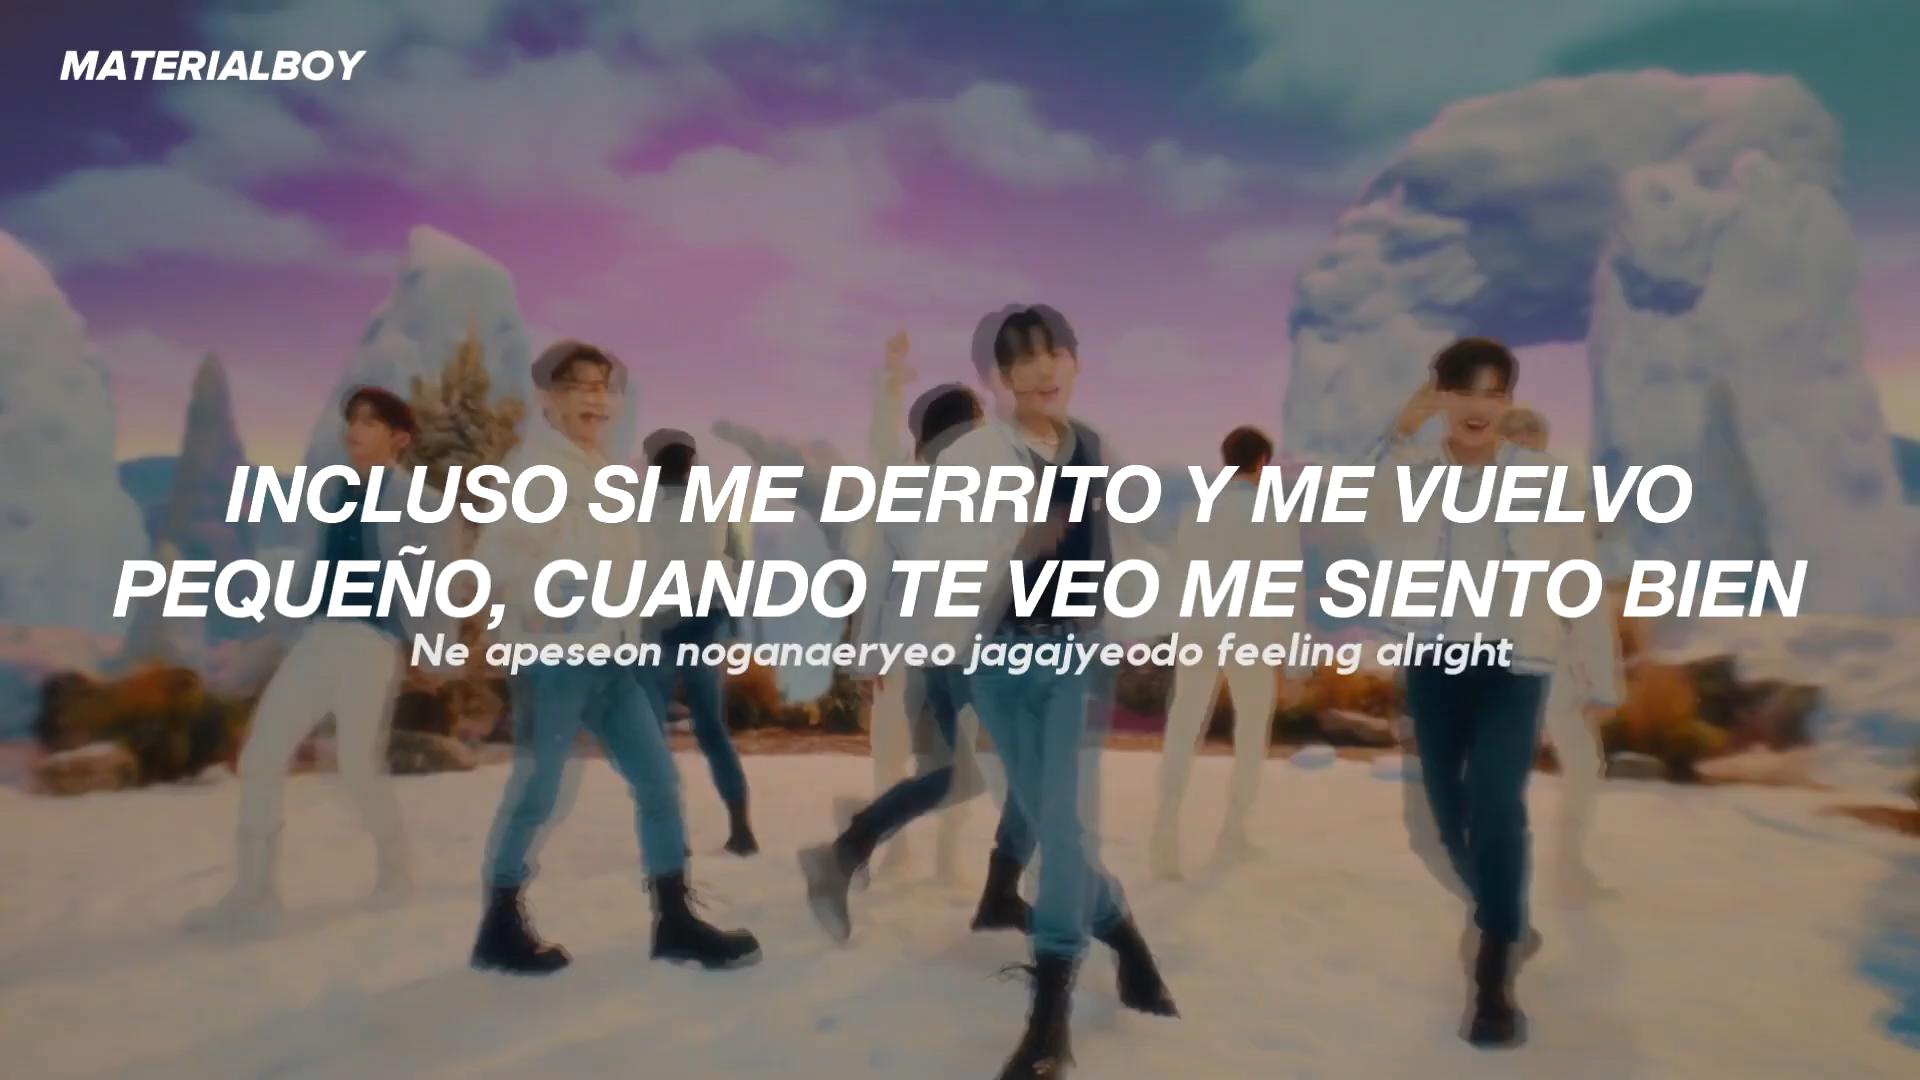 MATERIALBOY
INCLUSO SI ME DERRITO Y ME VUELVO
PEQUEÑO, CUANDO TE VEO ME SIENTO BIEN
Ne apeseon noganaeryeo jagajyeodo feeling alright